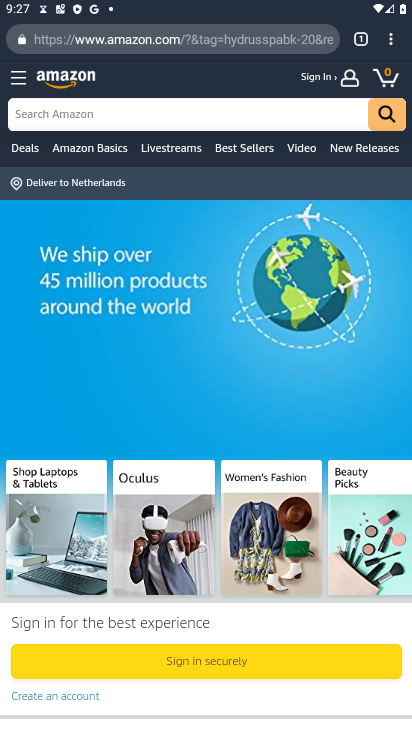 9:27
G
https://www.amazon.com/?&tag=hydrusspabk-20&re
1
amazon
Sign In ›
0
Search Amazon
Deals Amazon Basics Livestreams Best Sellers Video New Releases
Deliver to Netherlands
We ship over
45 million products
around the world
Shop Laptops
& Tablets
Oculus
Women's Fashion
Beauty
Picks
Sign in for the best experience
Sign in securely
Create an account